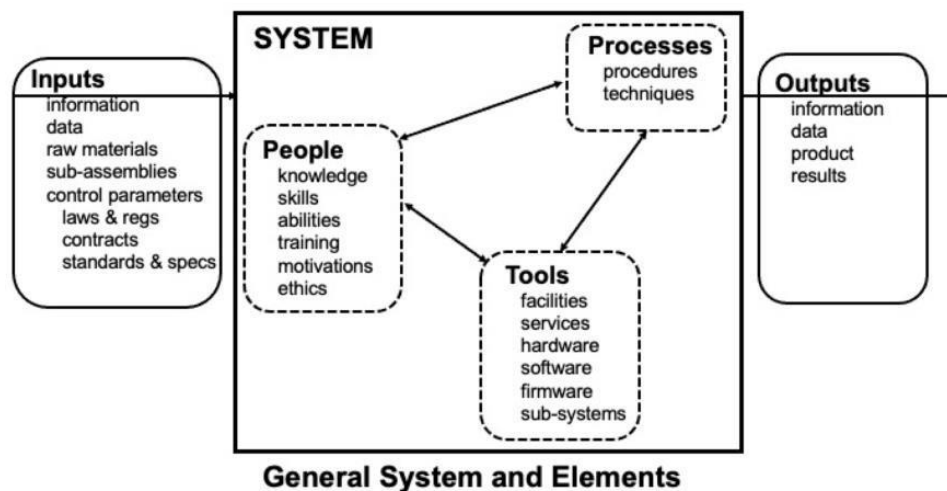 SYSTEM
Inputs
information
data
raw materials
sub-assemblies
control parameters
laws & regs
contracts
standards & specs
People
knowledge
skills
abilities
training
motivations
ethics
Processes
procedures
techniques
Tools
facilities
services
hardware
software
firmware
sub-systems
Outputs
information
data
product
results
General System and Elements